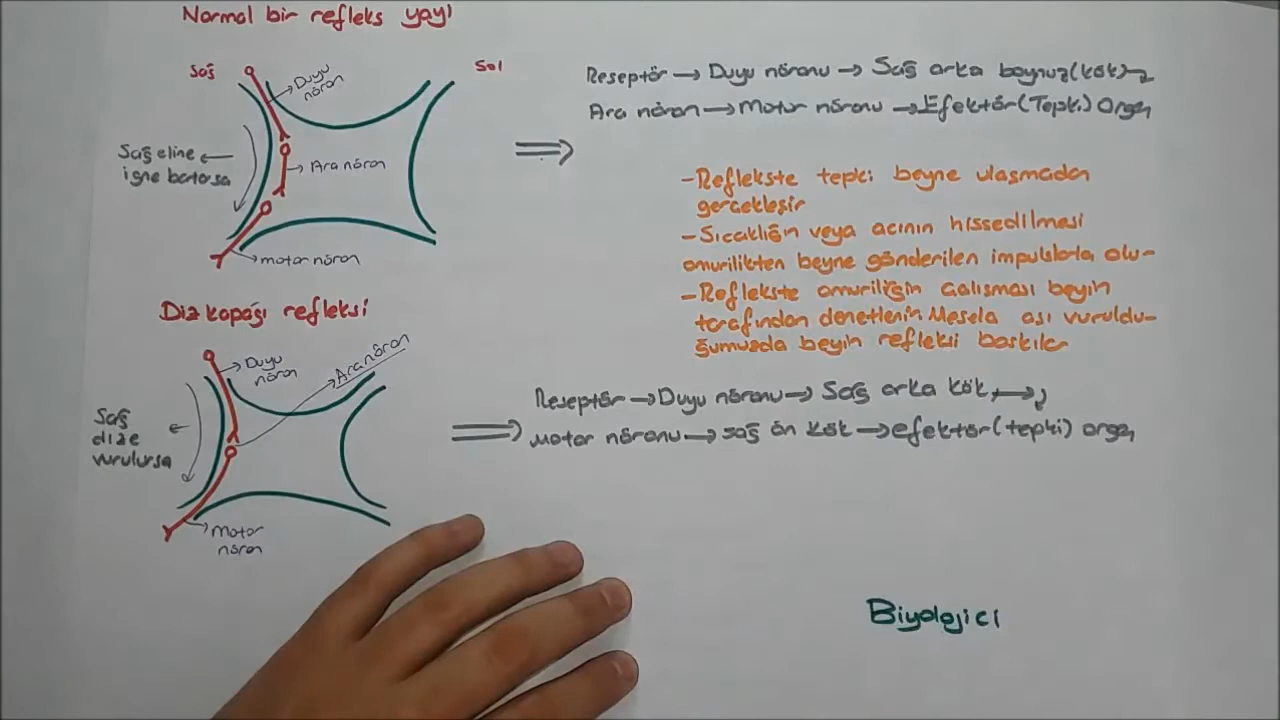 Normal bir refleks yayı
Sağ
Sol
Duyu
nöron
Ara nöron
Sağ eline
iğne batarsa
motor nöron
Reseptör → Duyu nöronu → Sağ arka boynuz(kök)
Ara nöron → Motor nöronu → Efektör(Tepki) Organ
-Reflekste tepki beyne ulaşmadan
gerçekleşir
-Sıcaklığın veya acının hissedilmesi
omurilikten beyne gönderilen impulslarla olu-
-Reflekste omuriliğin çalışması beyin
tarafından denetlenir. Mesela aşı vuruldu-
ğumuzda beyin refleksi baskılar
Diz kapağı refleksi
Duyu
nöron
Ara nöron
Sağ
dize
vurulursa
Motor
nöron
Reseptör → Duyu nöronu → Sağ arka kök →
Motor nöronu → sağ ön kök → efektör(tepki) organ
Biyolojici